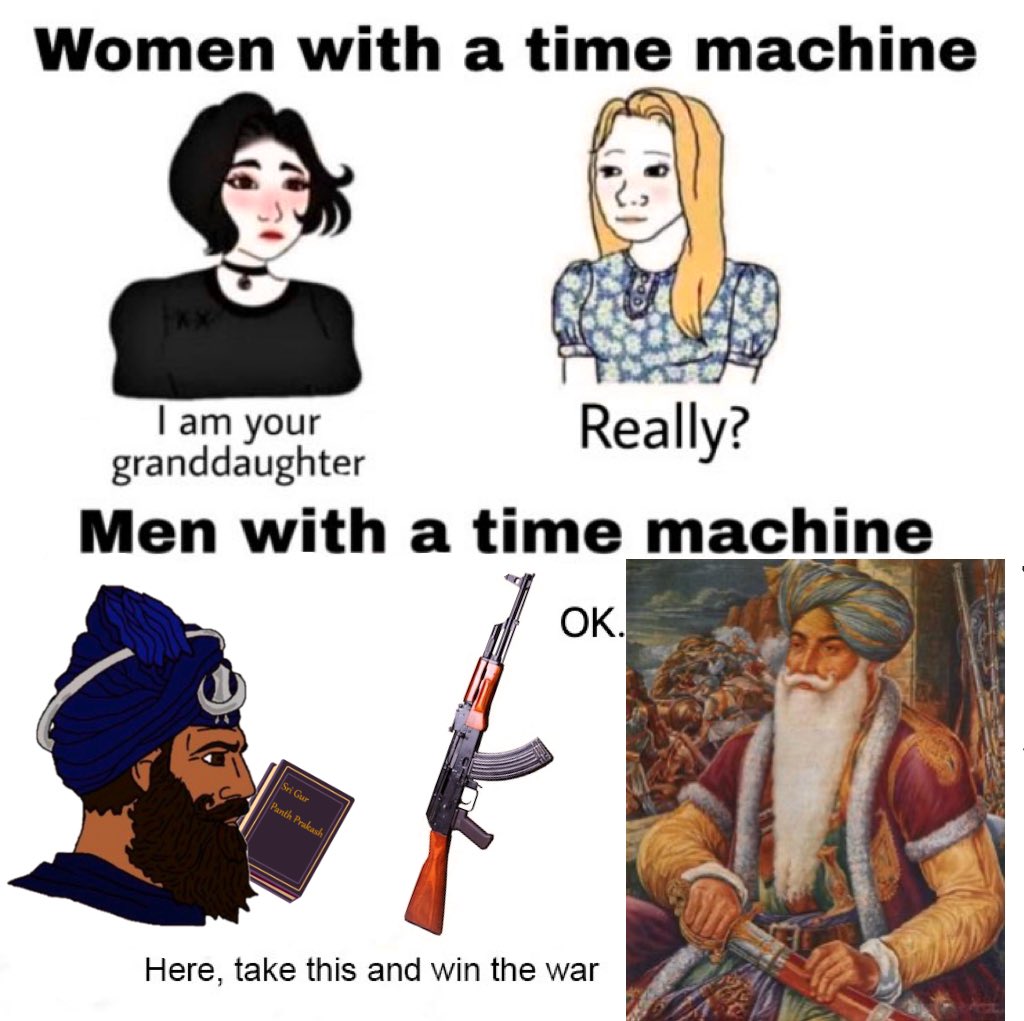 Women with a time machine
I am your
granddaughter
Really?
Men with a time machine
OK.
Sri Gur
Panth Prakash
Here, take this and win the war